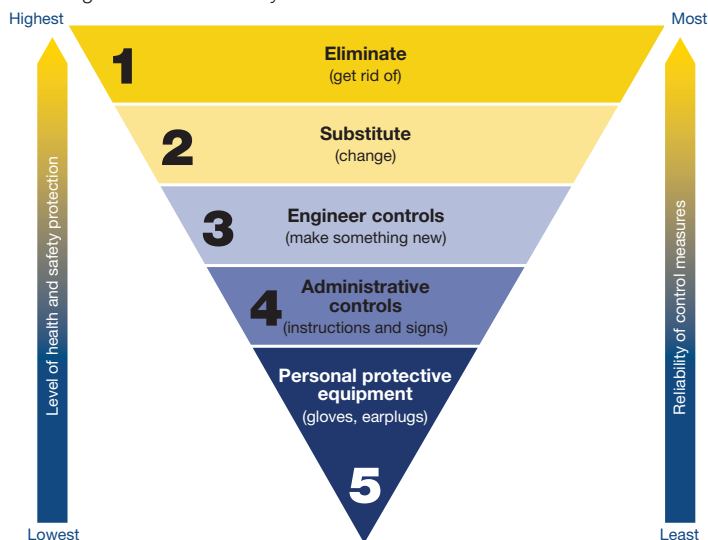 Highest
Most
1
Eliminate
(get rid of)
2
Substitute
(change)
3
Engineer controls
(make something new)
4
Administrative
controls
(instructions and signs)
Personal protective
equipment
(gloves, earplugs)
5
Level of health and safety protection
Reliability of control measures
Lowest
Least